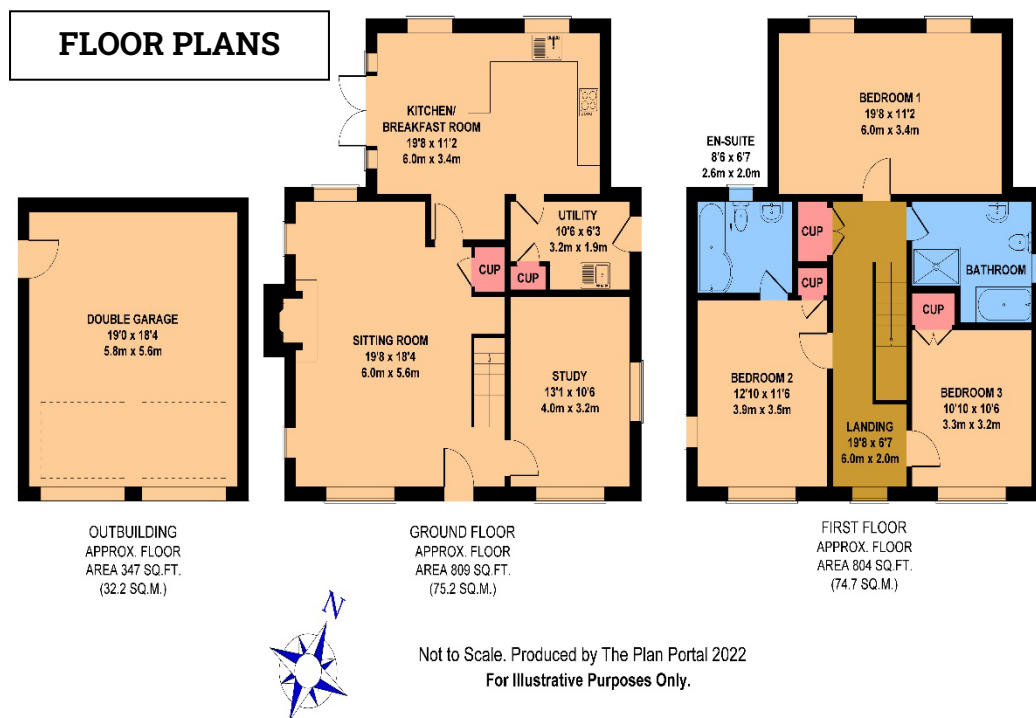 FLOOR PLANS
KITCHEN/
BREAKFAST ROOM
19'8 x 11'2
6.0m x 3.4m
UTILITY
10'6 x 6'3
3.2m x 1.9m
CUP
CUP
SITTING ROOM
19'8 x 18'4
6.0m x 5.6m
STUDY
13'1 x 10'6
4.0m x 3.2m
DOUBLE GARAGE
19'0 x 18'4
5.8m x 5.6m
BEDROOM 1
19'8 x 11'2
6.0m x 3.4m
EN-SUITE
8'6 x 6'7
2.6m x 2.0m
CUP
CUP
BATHROOM
CUP
BEDROOM 2
12'10 x 11'6
3.9m x 3.5m
LANDING
19'8 x 6'7
6.0m x 2.0m
BEDROOM 3
10'10 x 10'6
3.3m x 3.2m
OUTBUILDING
APPROX. FLOOR
AREA 347 SQ.FT.
(32.2 SQ.M.)
GROUND FLOOR
APPROX. FLOOR
AREA 809 SQ.FT.
(75.2 SQ.M.)
FIRST FLOOR
APPROX. FLOOR
AREA 804 SQ.FT.
(74.7 SQ.M.)
N
Not to Scale. Produced by The Plan Portal 2022
For Illustrative Purposes Only.